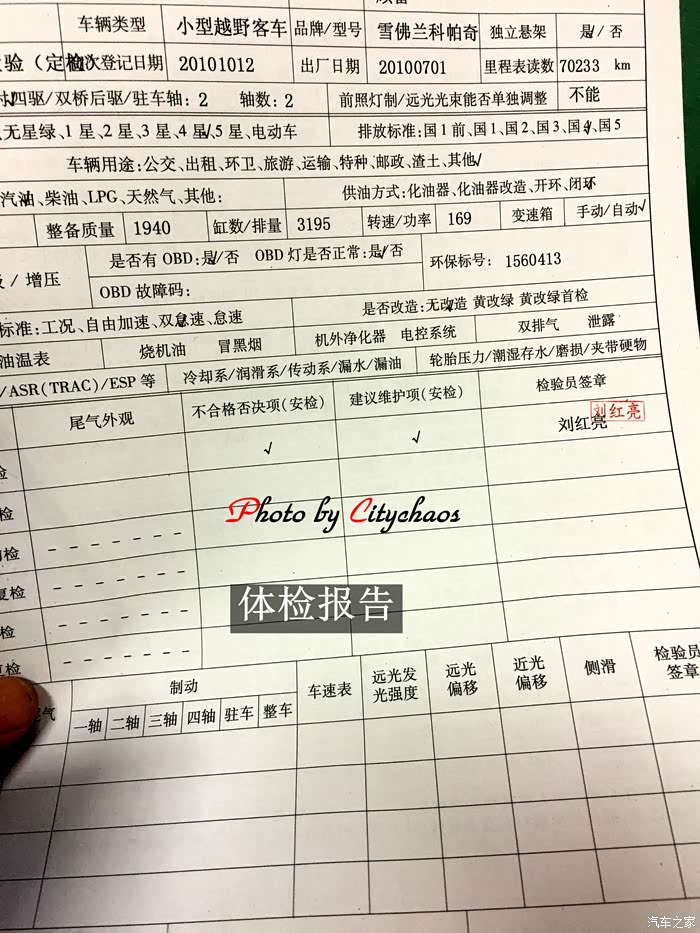 车辆类型 小型越野客车 品牌/型号 雪佛兰科帕奇 独立悬架 是√/否
验（定检） 次登记日期 20101012 出厂日期 20100701 里程表读数 70233 km
四驱/双桥后驱/驻车轴: 2 轴数: 2 前照灯制/远光光束能否单独调整 不能
、无星绿、1星、2星、3星、4星√、5星、电动车 排放标准:国1前、国1、国2、国3、国4√、国5
车辆用途:公交、出租、环卫、旅游、运输、特种、邮政、渣土、其他√
汽油、柴油、LPG、天然气、其他: 供油方式:化油器、化油器改造、开环、闭环
整备质量 1940 缸数/排量 3195 转速/功率 169 变速箱 手动/自动√
/ 增压 是否有OBD:是√/否 OBD灯是否正常:是√/否 环保标号: 1560413
OBD故障码:
标准:工况、自由加速、双怠速、怠速 是否改造:无改造 黄改绿 黄改绿首检
油温表 烧机油 冒黑烟 机外净化器 电控系统 双排气 泄露
/ASR(TRAC)/ESP等 冷却系/润滑系/传动系/漏水/漏油 轮胎压力/潮湿存水/磨损/夹带硬物
尾气外观 不合格否决项(安检) 建议维护项(安检) 检验员签章
检 √ √ 刘红亮 刘红亮
检
Photo by Citychaos
检 - - - - - - -
复检 - - - - - - -
体检报告
检 - - - - - - -
复检 - - - - - - -
气 制动 车速表 远光发光强度 远光偏移 近光偏移 侧滑 检验员签章
一轴 二轴 三轴 四轴 驻车 整车
汽车之家